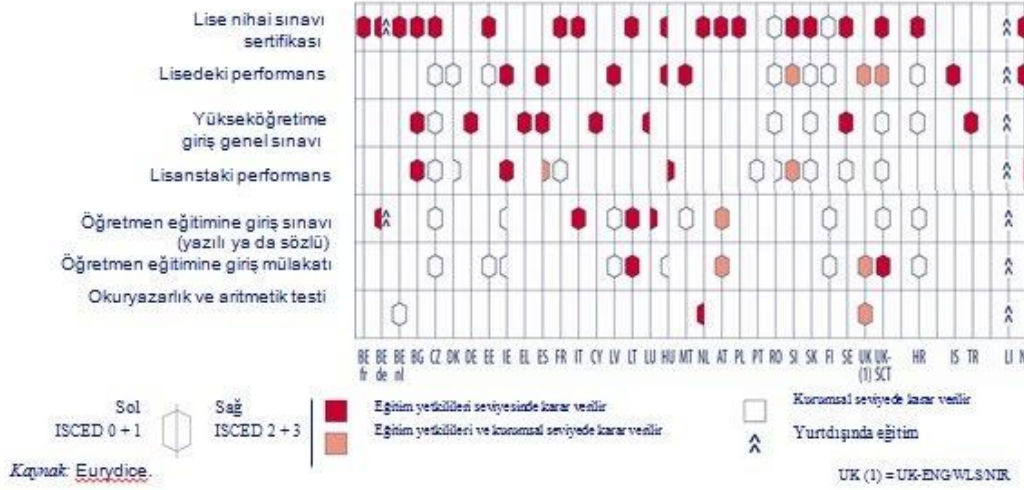 Lise nihai sınavı
sertifikası
Lisedeki performans
Yükseköğretime
giriş genel sınavı
Lisanstaki performans
Öğretmen eğitimine giriş sınavı
(yazılı ya da sözlü)
Öğretmen eğitimine giriş mülakatı
Okuryazarlık ve aritmetik testi
BE BE BE BG CZ DK DE EE IE EL ES FR IT CY LV LT LU HU MT NL AT PL PT RO SI SK FI SE UK UK- HR IS TR LI N
fr de nl (1) SCT
Sol
ISCED 0 + 1
Sağ
ISCED 2 + 3
Eğitim yetkilileri seviyesinde karar verilir
Eğitim yetkilileri ve kurumsal seviyede karar verilir
Kurumsal seviyede karar verilir
Yurtdışında eğitim
Kaynak: Eurydice.
UK (1) = UK-ENG/WLS/NIR